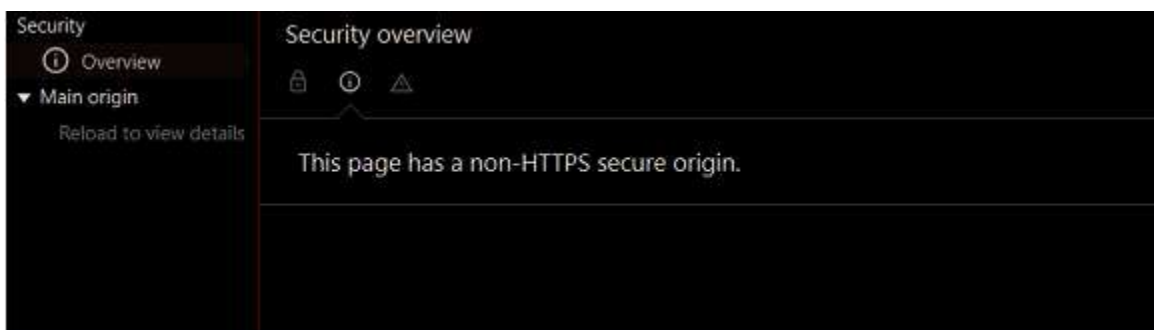 Security
Overview
Main origin
Reload to view details
Security overview
This page has a non-HTTPS secure origin.